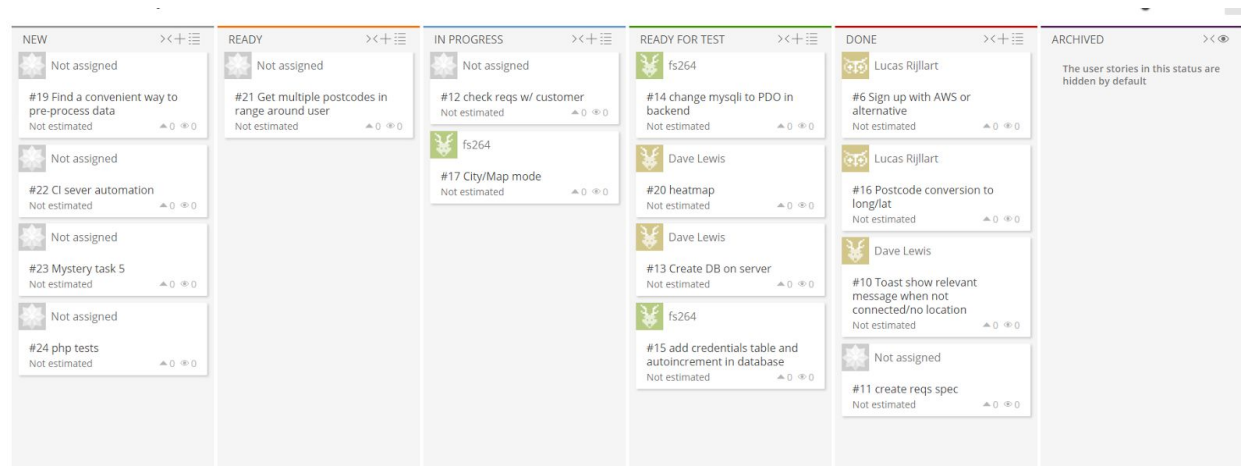 NEW
Not assigned
#19 Find a convenient way to
pre-process data
Not estimated 0 0
Not assigned
#22 CI sever automation
Not estimated 0 0
Not assigned
#23 Mystery task 5
Not estimated 0 0
Not assigned
#24 php tests
Not estimated 0 0
READY
Not assigned
#21 Get multiple postcodes in
range around user
Not estimated 0 0
IN PROGRESS
Not assigned
#12 check reqs w/ customer
Not estimated 0 0
fs264
#17 City/Map mode
Not estimated 0 0
READY FOR TEST
fs264
#14 change mysqli to PDO in
backend
Not estimated 0 0
Dave Lewis
#20 heatmap
Not estimated 0 0
Dave Lewis
#13 Create DB on server
Not estimated 0 0
fs264
#15 add credentials table and
autoincrement in database
Not estimated 0 0
DONE
Lucas Rijllart
#6 Sign up with AWS or
alternative
Not estimated 0 0
Lucas Rijllart
#16 Postcode conversion to
long/lat
Not estimated 0 0
Dave Lewis
#10 Toast show relevant
message when not
connected/no location
Not estimated 0 0
Not assigned
#11 create reqs spec
Not estimated 0 0
ARCHIVED
The user stories in this status are
hidden by default